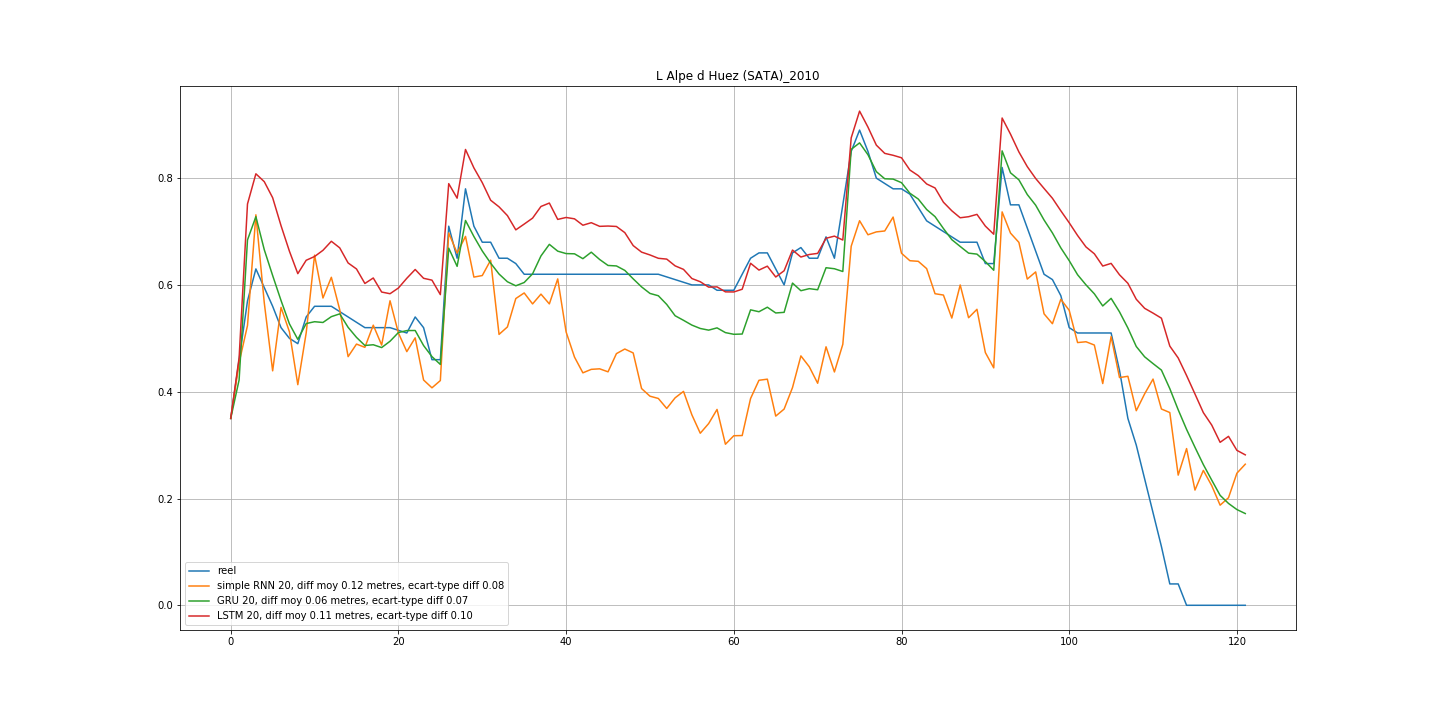 L Alpe d Huez (SATA)_2010
0.8
0.6
0.4
0.2
0.0
reel
simple RNN 20, diff moy 0.12 metres, ecart-type diff 0.08
GRU 20, diff moy 0.06 metres, ecart-type diff 0.07
LSTM 20, diff moy 0.11 metres, ecart-type diff 0.10
0 20 40 60 80 100 120